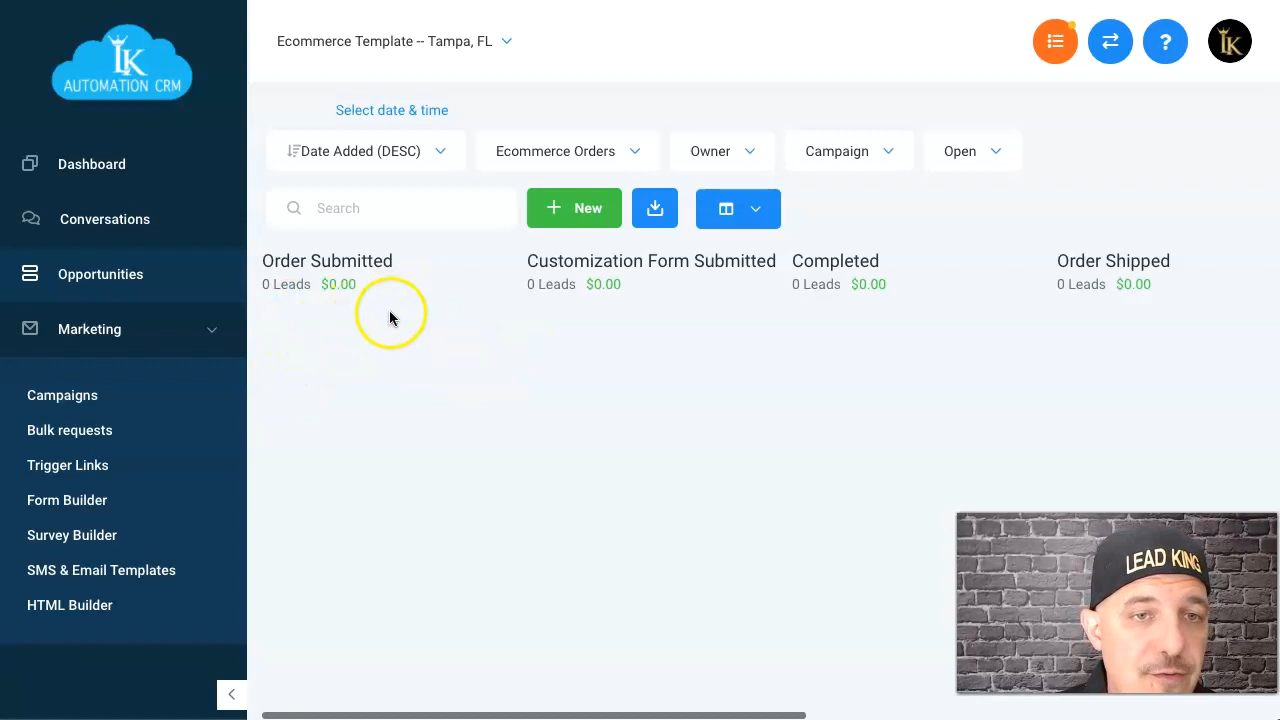 LK
AUTOMATION CRM
Dashboard
Conversations
Opportunities
Marketing
Campaigns
Bulk requests
Trigger Links
Form Builder
Survey Builder
SMS & Email Templates
HTML Builder
Ecommerce Template -- Tampa, FL
?
LK
Select date & time
Date Added (DESC)
Ecommerce Orders
Owner
Campaign
Open
Search
+ New
Order Submitted
0 Leads $0.00
Customization Form Submitted
0 Leads $0.00
Completed
0 Leads $0.00
Order Shipped
0 Leads $0.00
LEAD KING